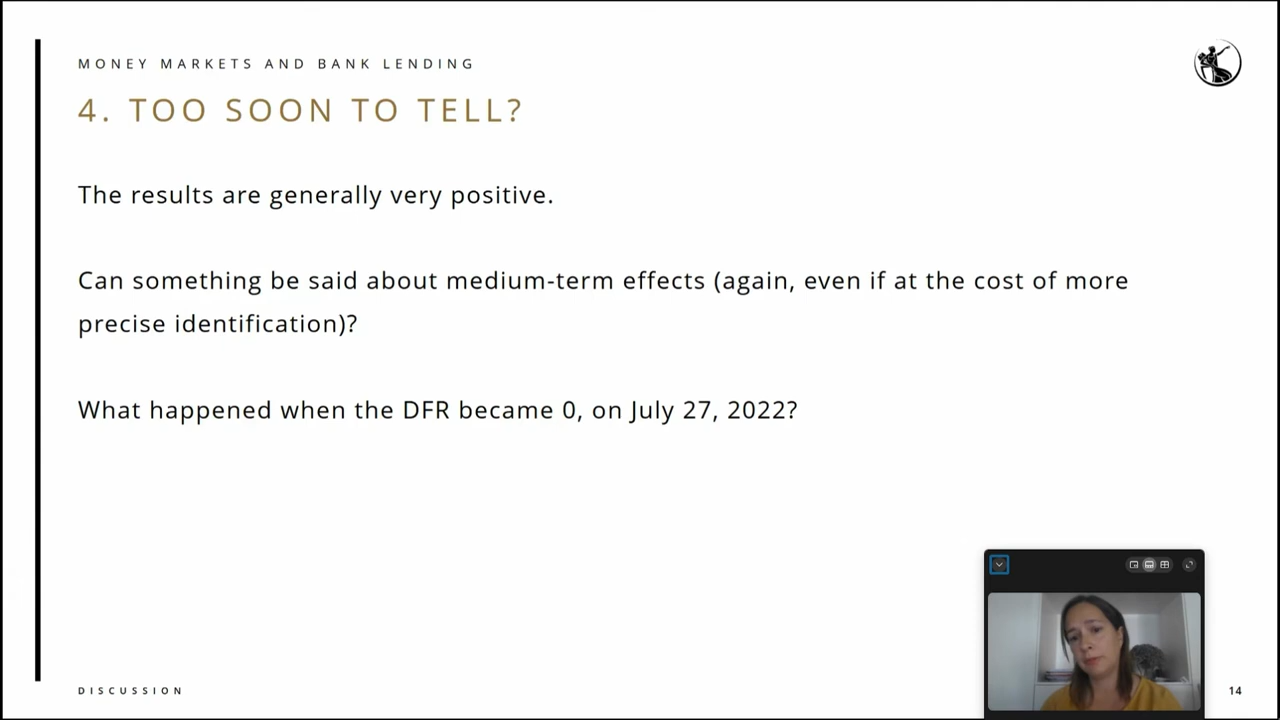 MONEY MARKETS AND BANK LENDING
4. TOO SOON TO TELL?
The results are generally very positive.
Can something be said about medium-term effects (again, even if at the cost of more
precise identification)?
What happened when the DFR became 0, on July 27, 2022?
DISCUSSION
14